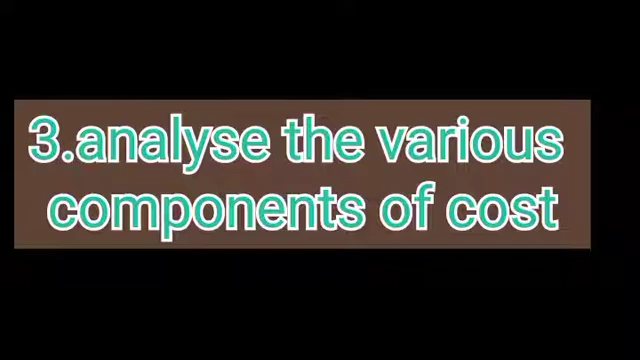 3.analyse the various
components of cost